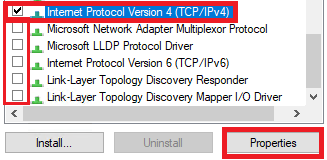 Internet Protocol Version 4 (TCP/IPv4)
Microsoft Network Adapter Multiplexor Protocol
Microsoft LLDP Protocol Driver
Internet Protocol Version 6 (TCP/IPv6)
Link-Layer Topology Discovery Responder
Link-Layer Topology Discovery Mapper I/O Driver
Install... Uninstall Properties